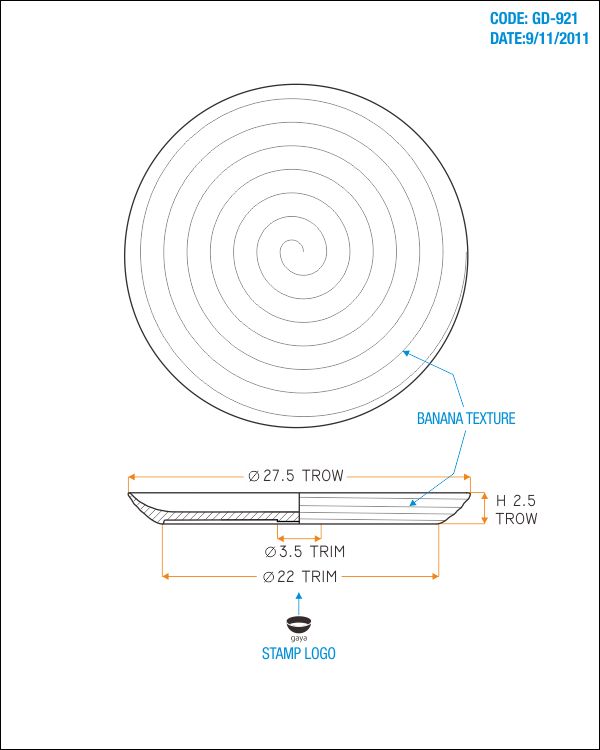 CODE: GD-921
DATE:9/11/2011
BANANA TEXTURE
Ø 27.5 TROW
H 2.5
TROW
Ø 3.5 TRIM
Ø 22 TRIM
gaya
STAMP LOGO